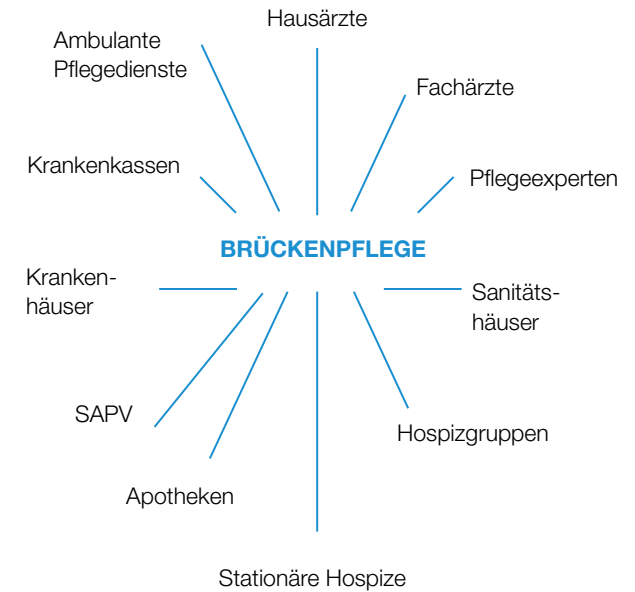 Hausärzte
Ambulante
Pflegedienste
Fachärzte
Krankenkassen
Pflegeexperten
BRÜCKENPFLEGE
Kranken-
häuser
Sanitäts-
häuser
SAPV
Hospizgruppen
Apotheken
Stationäre Hospize